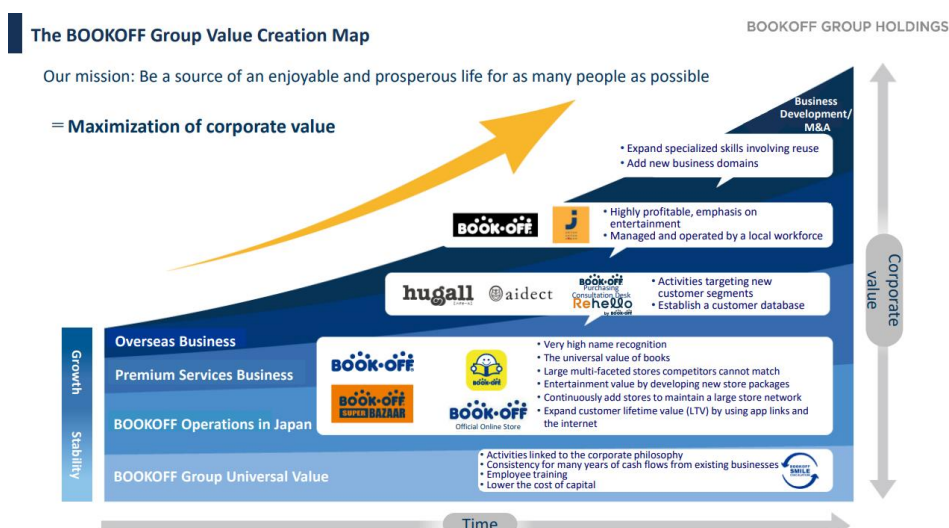 The BOOKOFF Group Value Creation Map
BOOKOFF GROUP HOLDINGS
Our mission: Be a source of an enjoyable and prosperous life for as many people as possible
= Maximization of corporate value
Business
Development/
M&A
• Expand specialized skills involving reuse
• Add new business domains
BOOK•OFF
J
• Highly profitable, emphasis on
entertainment
• Managed and operated by a local workforce
hugall
aidect
BOOK•OFF
Purchasing
Consultation Desk
Rehello
by BOOK•OFF
• Activities targeting new
customer segments
• Establish a customer database
Corporate
value
Growth
Stability
Overseas Business
Premium Services Business
BOOKOFF Operations in Japan
BOOK•OFF
BOOK•OFF
BOOK•OFF
SUPER BAZAAR
BOOK•OFF
Official Online Store
• Very high name recognition
• The universal value of books
• Large multi-faceted stores competitors cannot match
• Entertainment value by developing new store packages
• Continuously add stores to maintain a large store network
• Expand customer lifetime value (LTV) by using app links and
the internet
BOOKOFF Group Universal Value
• Activities linked to the corporate philosophy
• Consistency for many years of cash flows from existing businesses
• Employee training
• Lower the cost of capital
BOOKOFF
SMILE
Time